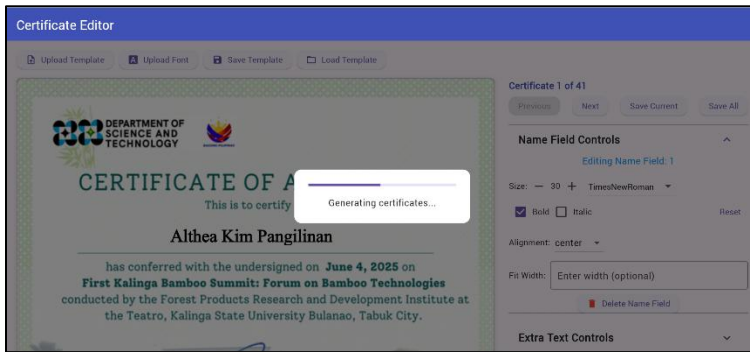 Certificate Editor
Upload Template
Upload Font
Save Template
Load Template
DEPARTMENT OF
SCIENCE AND
TECHNOLOGY
CERTIFICATE OF A
This is to certify
Althea Kim Pangilinan
has conferred with the undersigned on June 4, 2025 on
First Kalinga Bamboo Summit: Forum on Bamboo Technologies
conducted by the Forest Products Research and Development Institute at
the Teatro, Kalinga State University Bulanao, Tabuk City.
Generating certificates...
Certificate 1 of 41
Previous
Next
Save Current
Save All
Name Field Controls
Editing Name Field: 1
Size: — 30 + TimesNewRoman
Bold
Italic
Reset
Alignment: center
Fit Width: Enter width (optional)
Delete Name Field
Extra Text Controls